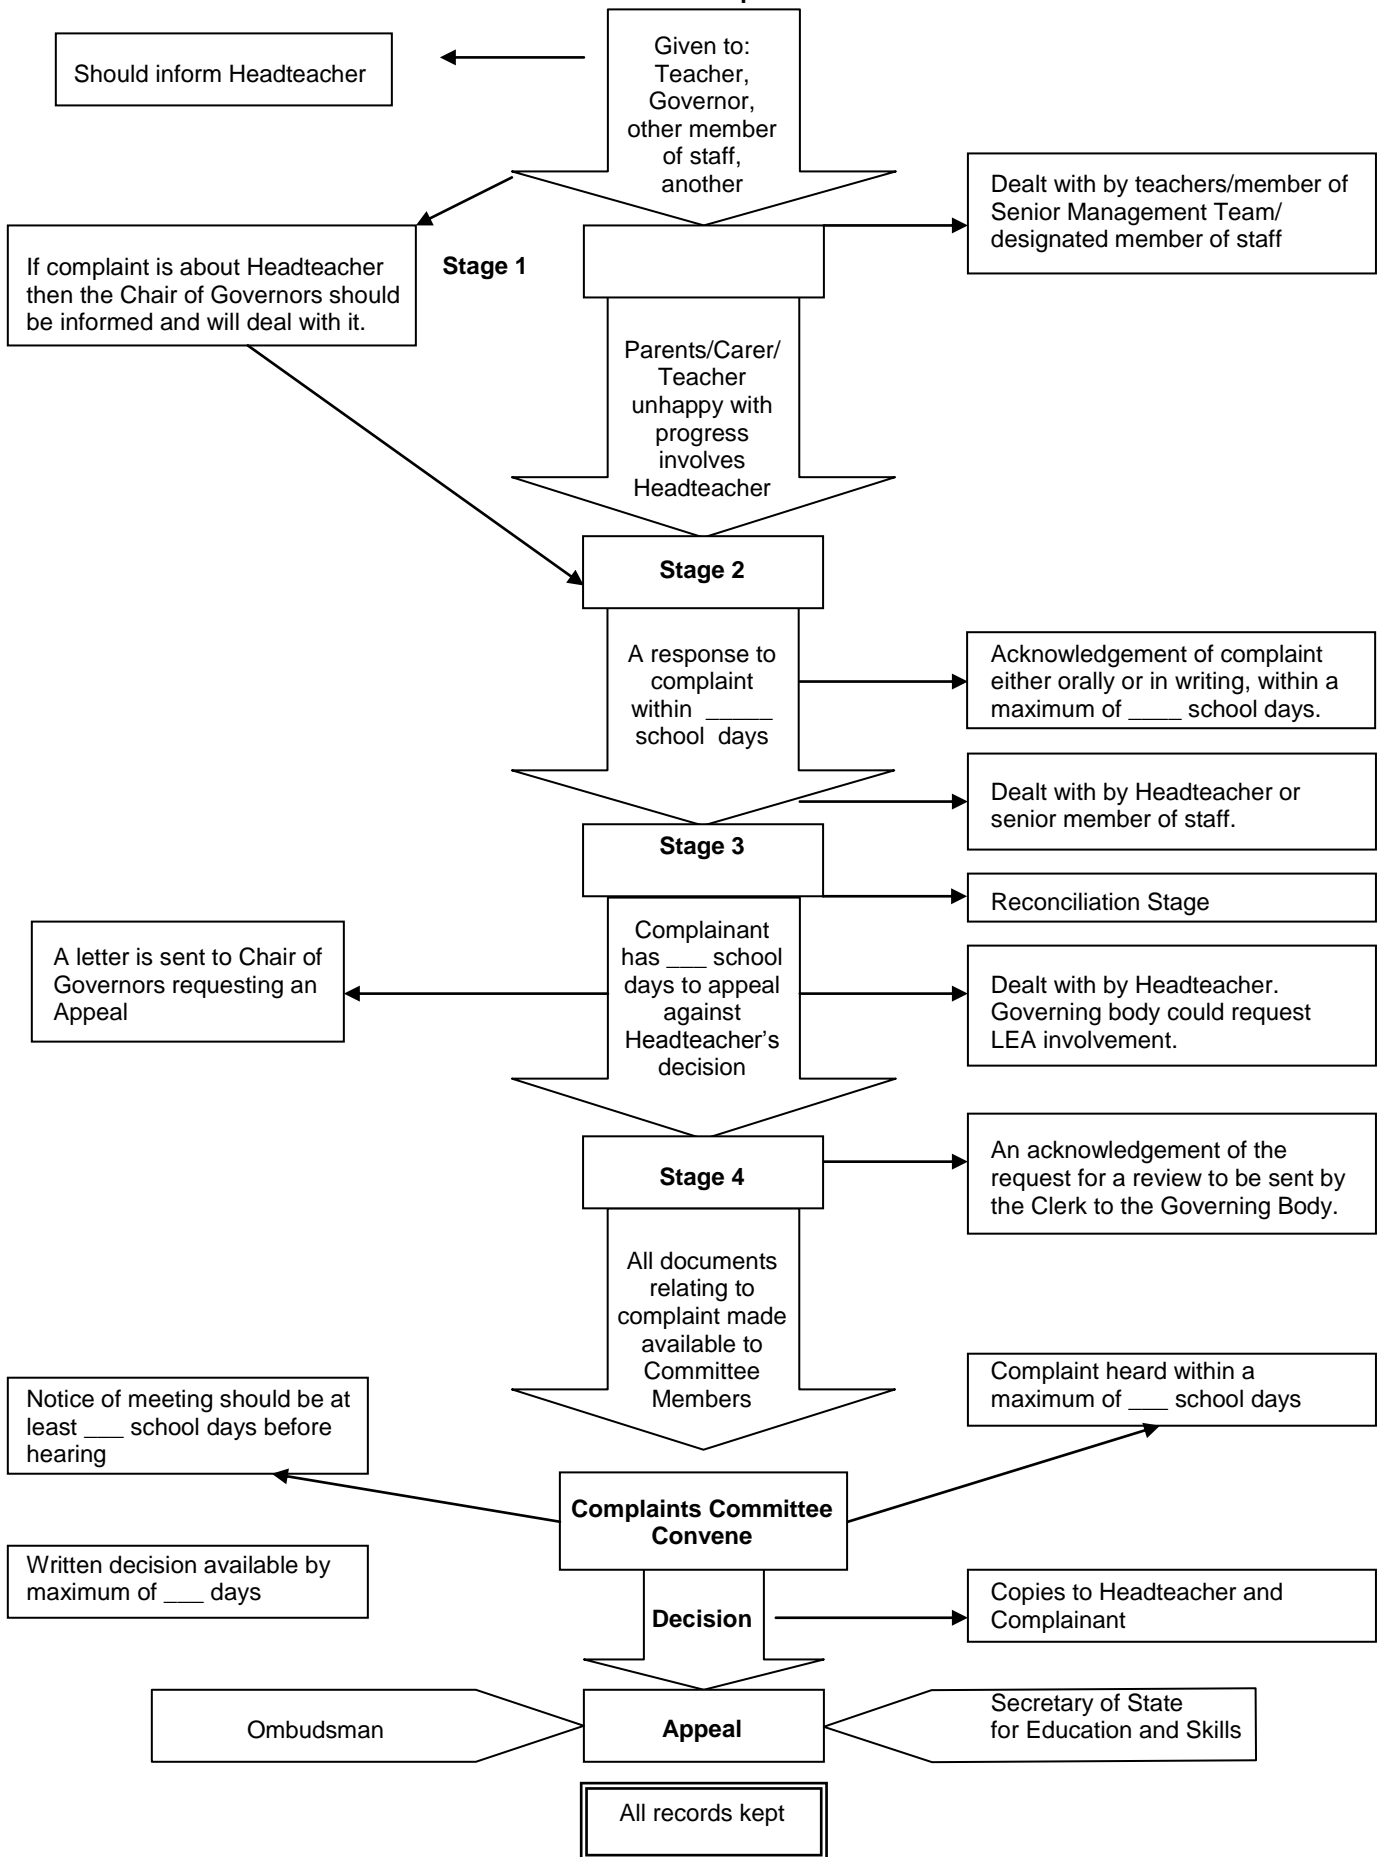 Should inform Headteacher
Given to:
Teacher,
Governor,
other member
of staff,
another
Dealt with by teachers/member of
Senior Management Team/
designated member of staff
If complaint is about Headteacher
then the Chair of Governors should
be informed and will deal with it.
Stage 1
Parents/Carer/
Teacher
unhappy with
progress
involves
Headteacher
Stage 2
A response to
complaint
within _____
school days
Acknowledgement of complaint
either orally or in writing, within a
maximum of ____ school days.
Dealt with by Headteacher or
senior member of staff.
Stage 3
Reconciliation Stage
A letter is sent to Chair of
Governors requesting an
Appeal
Complainant
has ___ school
days to appeal
against
Headteacher’s
decision
Dealt with by Headteacher.
Governing body could request
LEA involvement.
Stage 4
An acknowledgement of the
request for a review to be sent by
the Clerk to the Governing Body.
All documents
relating to
complaint made
available to
Committee
Members
Notice of meeting should be at
least ___ school days before
hearing
Complaint heard within a
maximum of ___ school days
Complaints Committee
Convene
Written decision available by
maximum of ___ days
Decision
Copies to Headteacher and
Complainant
Ombudsman
Appeal
Secretary of State
for Education and Skills
All records kept